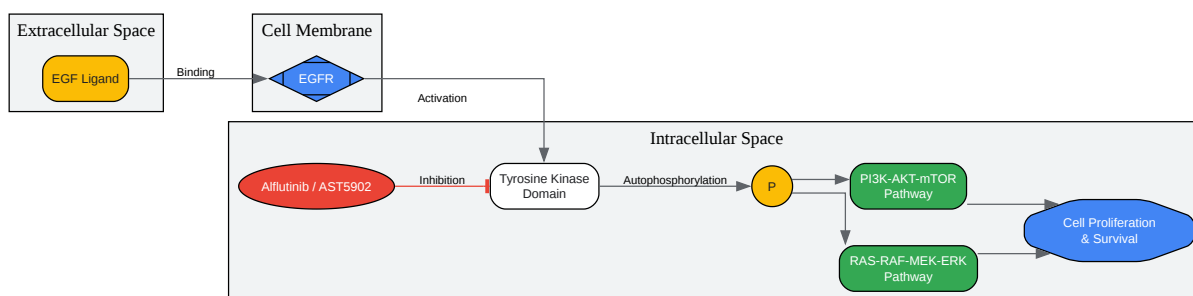 Extracellular Space
Cell Membrane
EGF Ligand
Binding
EGFR
Activation
Intracellular Space
Alflutinib / AST5902
Inhibition
Tyrosine Kinase
Domain
Autophosphorylation
P
PI3K-AKT-mTOR
Pathway
RAS-RAF-MEK-ERK
Pathway
Cell Proliferation
& Survival